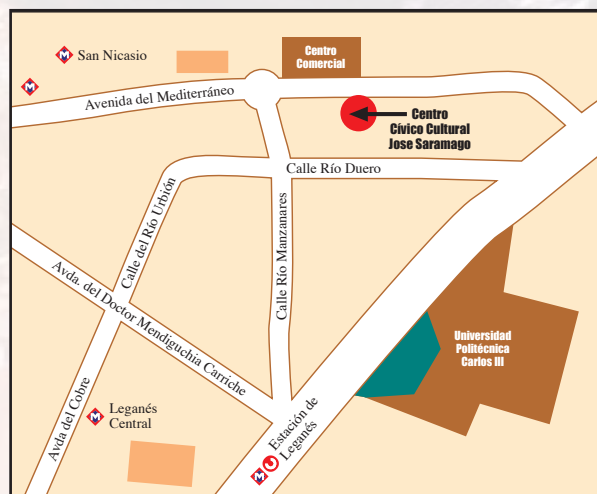 M
San Nicasio
M
Centro
Comercial
Avenida del Mediterráneo
Centro
Cívico Cultural
Jose Saramago
Calle Río Duero
Calle del Río Urbión
Calle Río Manzanares
Avda. del Doctor Mendiguchia Carriche
Universidad
Politécnica
Carlos III
Avda del Cobre
M
Leganés
Central
Estación de
Leganés
M